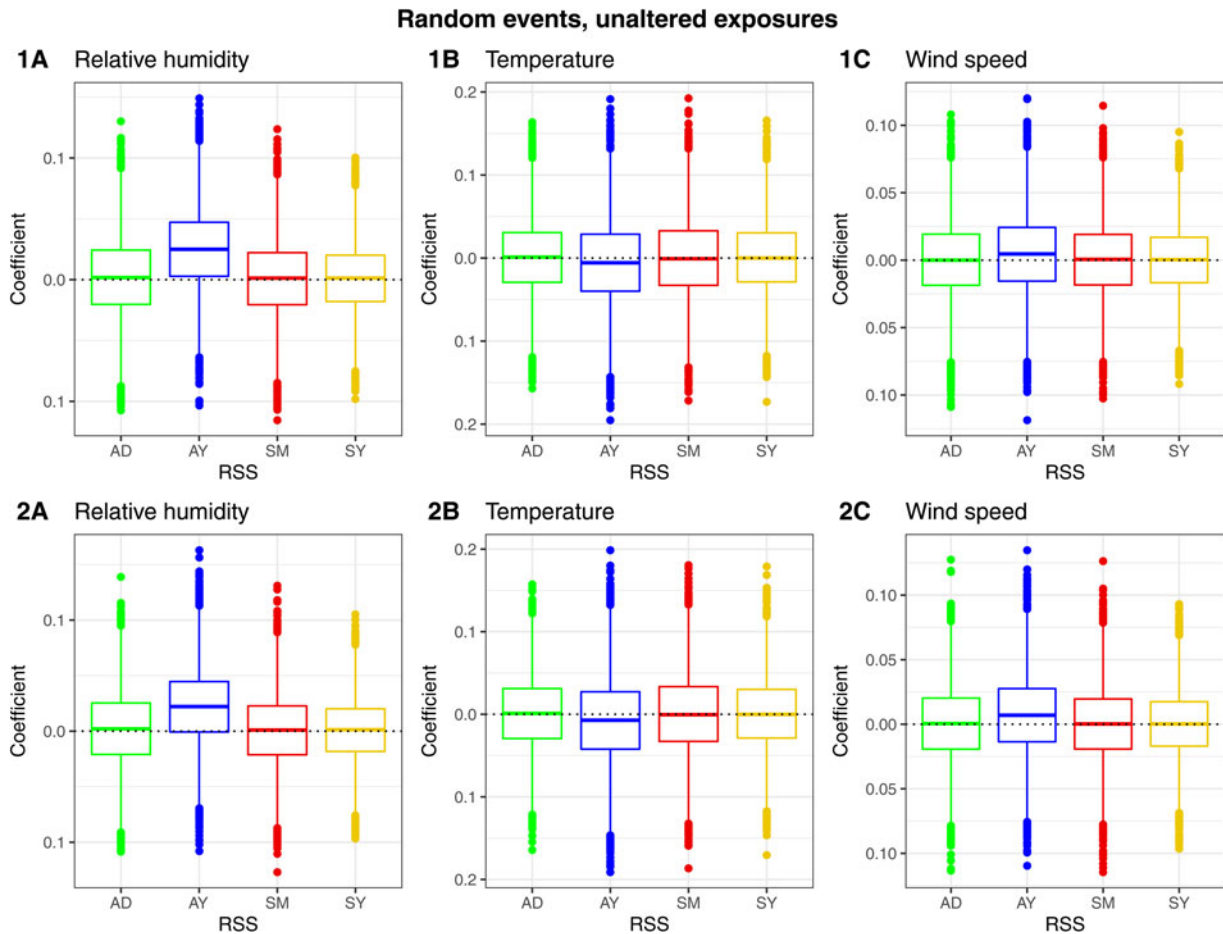 Random events, unaltered exposures
1A Relative humidity
0.1
0.0
0.1
Coefficient
AD AY SM SY
RSS
1B Temperature
0.2
0.1
0.0
0.1
0.2
Coefficient
AD AY SM SY
RSS
1C Wind speed
0.10
0.05
0.00
0.05
0.10
Coefficient
AD AY SM SY
RSS
2A Relative humidity
0.1
0.0
0.1
Coefficient
AD AY SM SY
RSS
2B Temperature
0.2
0.1
0.0
0.1
0.2
Coefficient
AD AY SM SY
RSS
2C Wind speed
0.10
0.05
0.00
0.05
0.10
Coefficient
AD AY SM SY
RSS